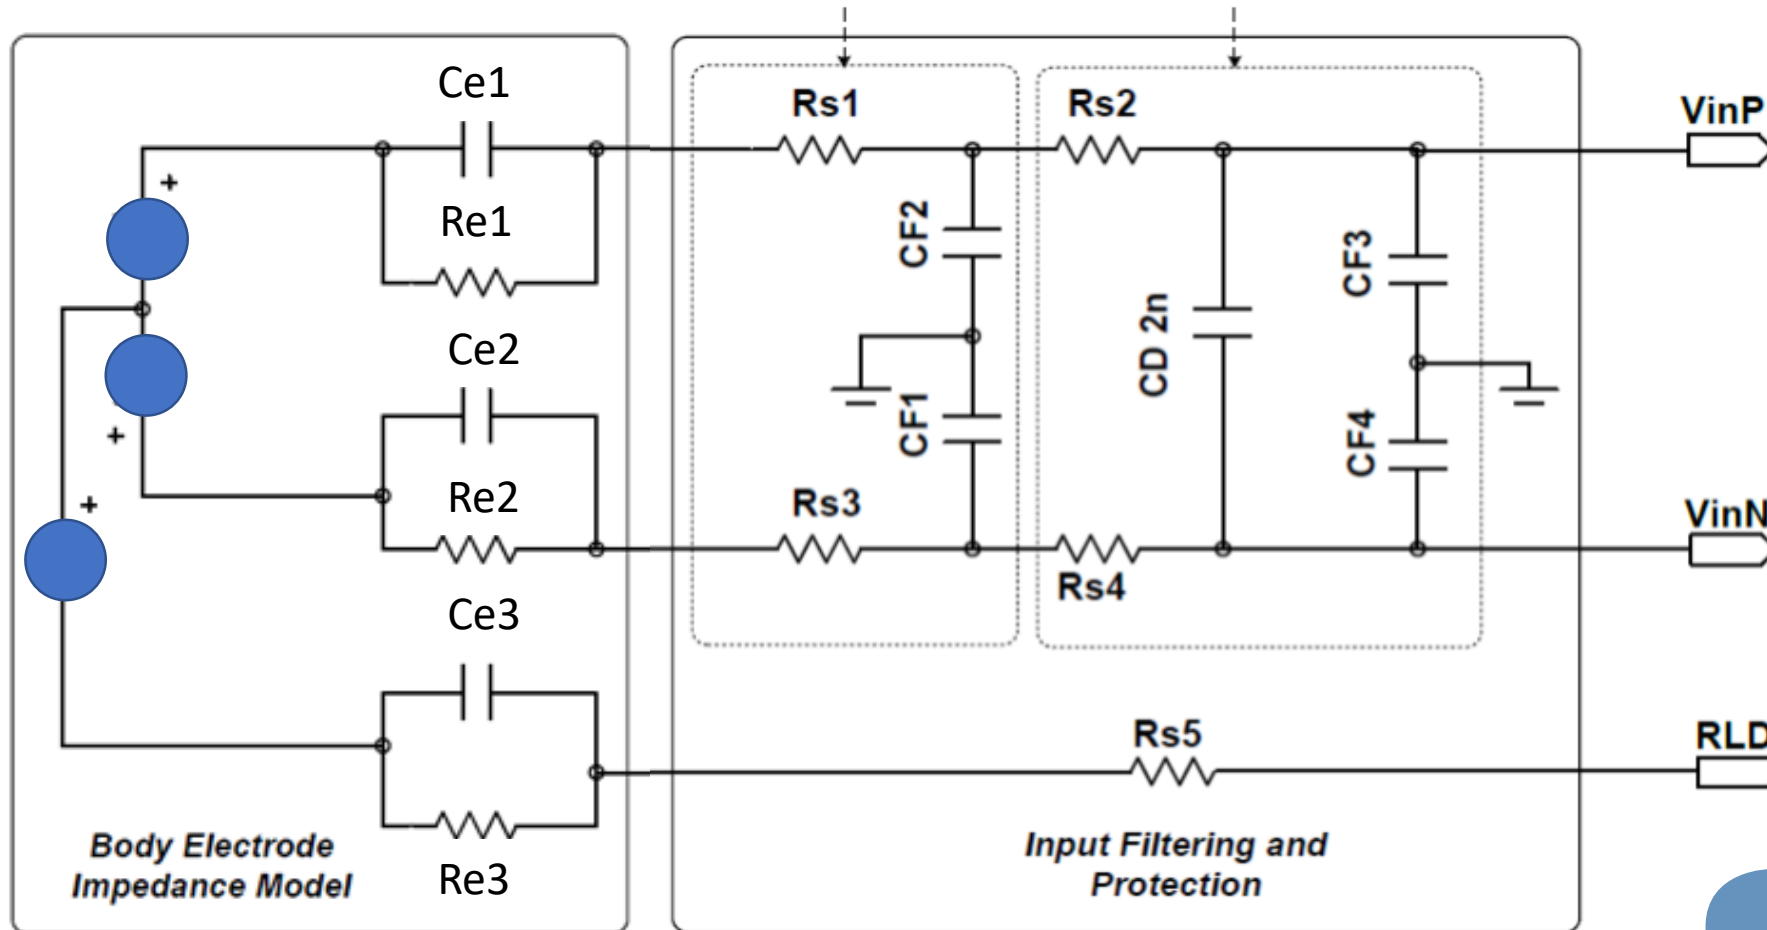 Ce1
Rs1
Rs2
VinP
+
Re1
CF2
CF3
Ce2
CD 2n
CF1
CF4
+
Re2
Rs3
+
VinN
Rs4
Ce3
Rs5
RLD
Body Electrode
Impedance Model
Re3
Input Filtering and
Protection